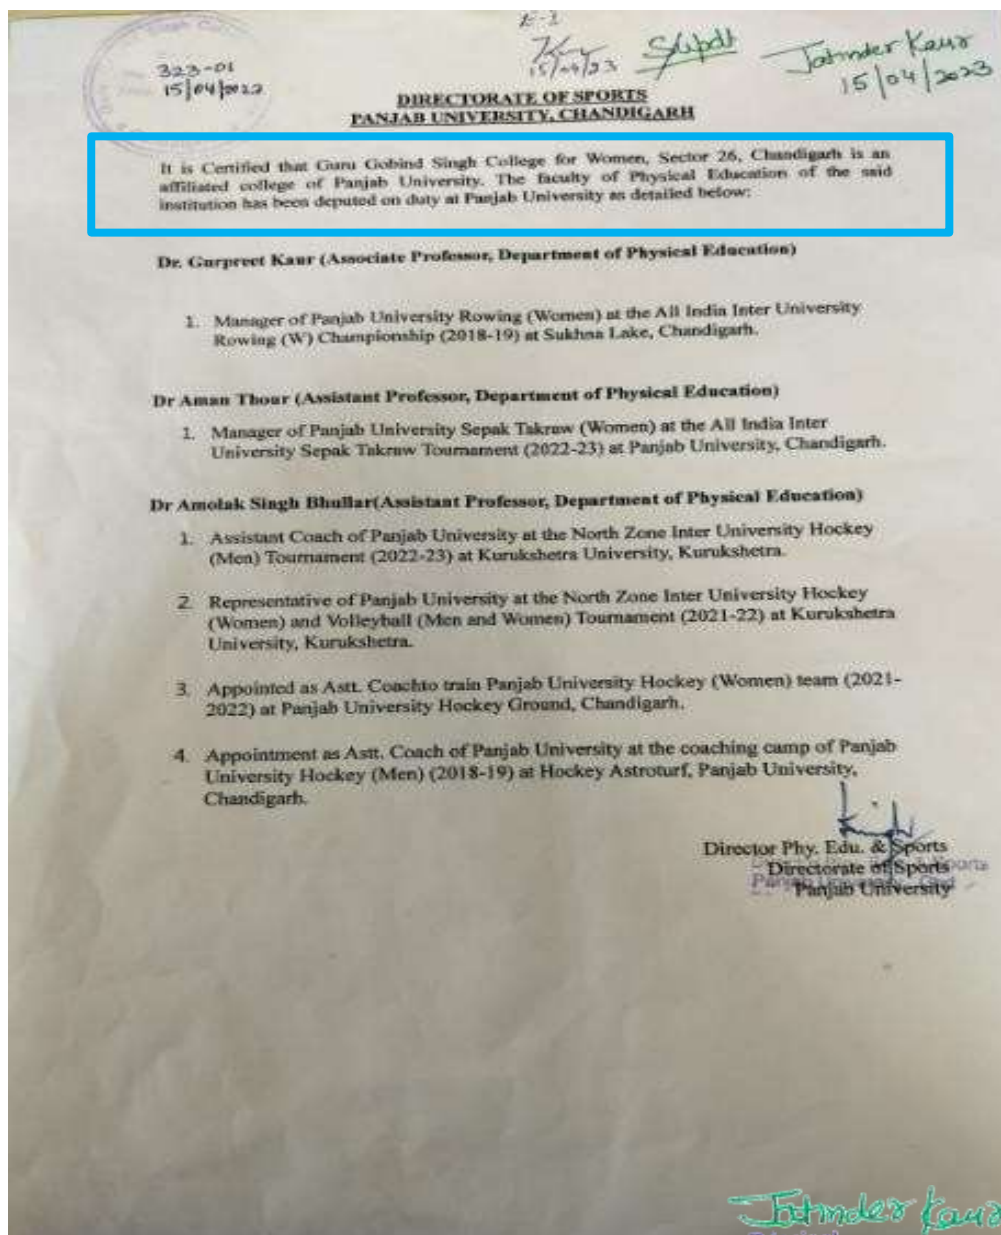 E-1
15/04/23 Supdt Jatinder Kaur
15/04/2023
323-01
15/04/2022
DIRECTORATE OF SPORTS
PANJAB UNIVERSITY, CHANDIGARH
It is Certified that Guru Gobind Singh College for Women, Sector 26, Chandigarh is an
affiliated college of Panjab University. The faculty of Physical Education of the said
institution has been deputed on duty at Panjab University as detailed below:
Dr. Gurpreet Kaur (Associate Professor, Department of Physical Education)
1. Manager of Panjab University Rowing (Women) at the All India Inter University
Rowing (W) Championship (2018-19) at Sukhna Lake, Chandigarh.
Dr Aman Thour (Assistant Professor, Department of Physical Education)
1. Manager of Panjab University Sepak Takraw (Women) at the All India Inter
University Sepak Takraw Tournament (2022-23) at Panjab University, Chandigarh.
Dr Amolak Singh Bhullar(Assistant Professor, Department of Physical Education)
1. Assistant Coach of Panjab University at the North Zone Inter University Hockey
(Men) Tournament (2022-23) at Kurukshetra University, Kurukshetra.
2. Representative of Panjab University at the North Zone Inter University Hockey
(Women) and Volleyball (Men and Women) Tournament (2021-22) at Kurukshetra
University, Kurukshetra.
3. Appointed as Astt. Coachto train Panjab University Hockey (Women) team (2021-
2022) at Panjab University Hockey Ground, Chandigarh.
4. Appointment as Astt. Coach of Panjab University at the coaching camp of Panjab
University Hockey (Men) (2018-19) at Hockey Astroturf, Panjab University,
Chandigarh.
Director Phy. Edu. & Sports
Directorate of Sports
Panjab University
Jatinder Kaur